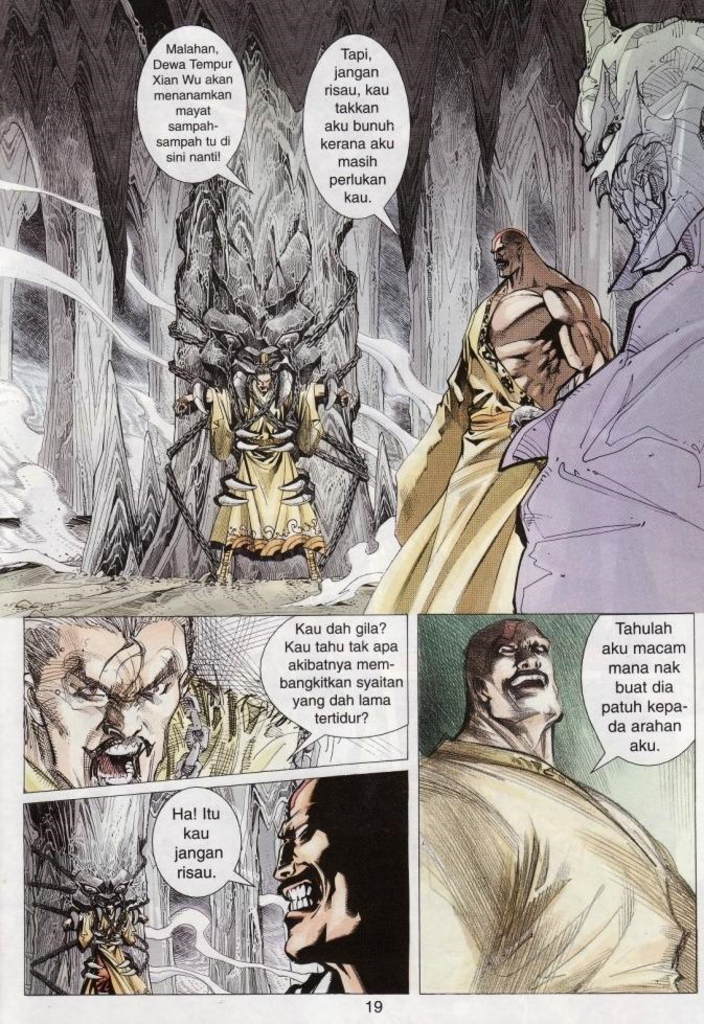 Malahan,
Dewa Tempur
Xian Wu akan
menanamkan
mayat
sampah-
sampah tu di
sini nanti!
Tapi,
jangan
risau, kau
takkan
aku bunuh
kerana aku
masih
perlukan
kau.
Kau dah gila?
Kau tahu tak apa
akibatnya mem-
bangkitkan syaitan
yang dah lama
tertidur?
Ha! Itu
kau
jangan
risau.
Tahulah
aku macam
mana nak
buat dia
patuh kepa-
da arahan
aku.
19